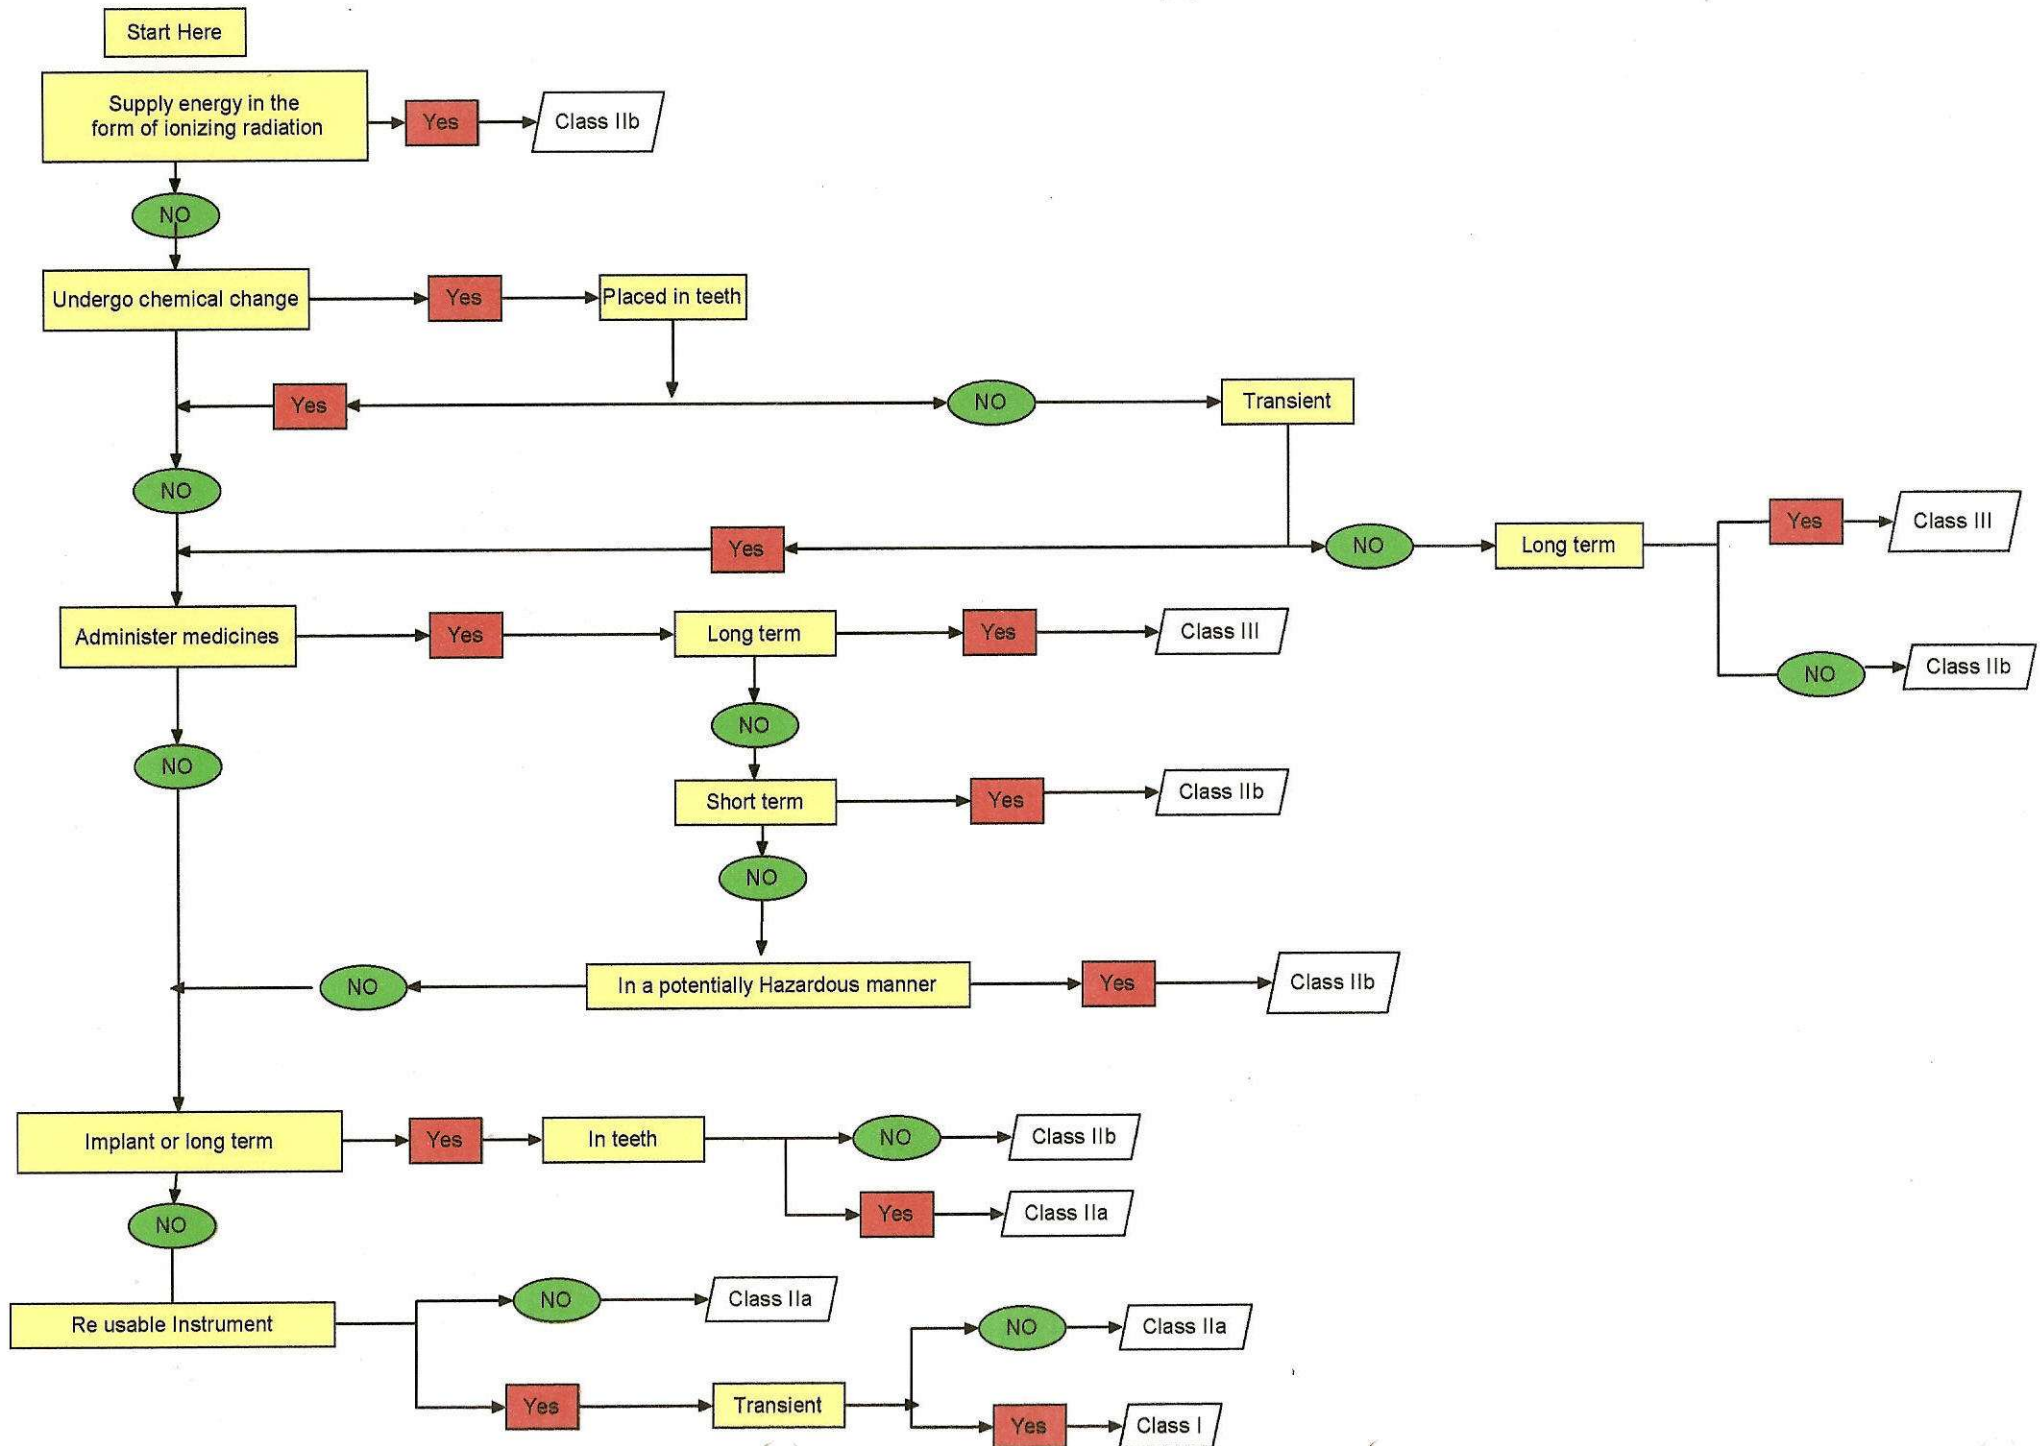 Start Here
Supply energy in the
form of ionizing radiation
Yes
Class IIb
NO
Undergo chemical change
Yes
Placed in teeth
Yes
NO
Transient
NO
Yes
NO
Long term
Yes
Class III
NO
Class IIb
Administer medicines
Yes
Long term
Yes
Class III
NO
NO
Short term
Yes
Class IIb
NO
NO
In a potentially Hazardous manner
Yes
Class IIb
Implant or long term
Yes
In teeth
NO
Class IIb
Yes
Class IIa
NO
Re usable Instrument
NO
Class IIa
Yes
Transient
NO
Class IIa
Yes
Class I